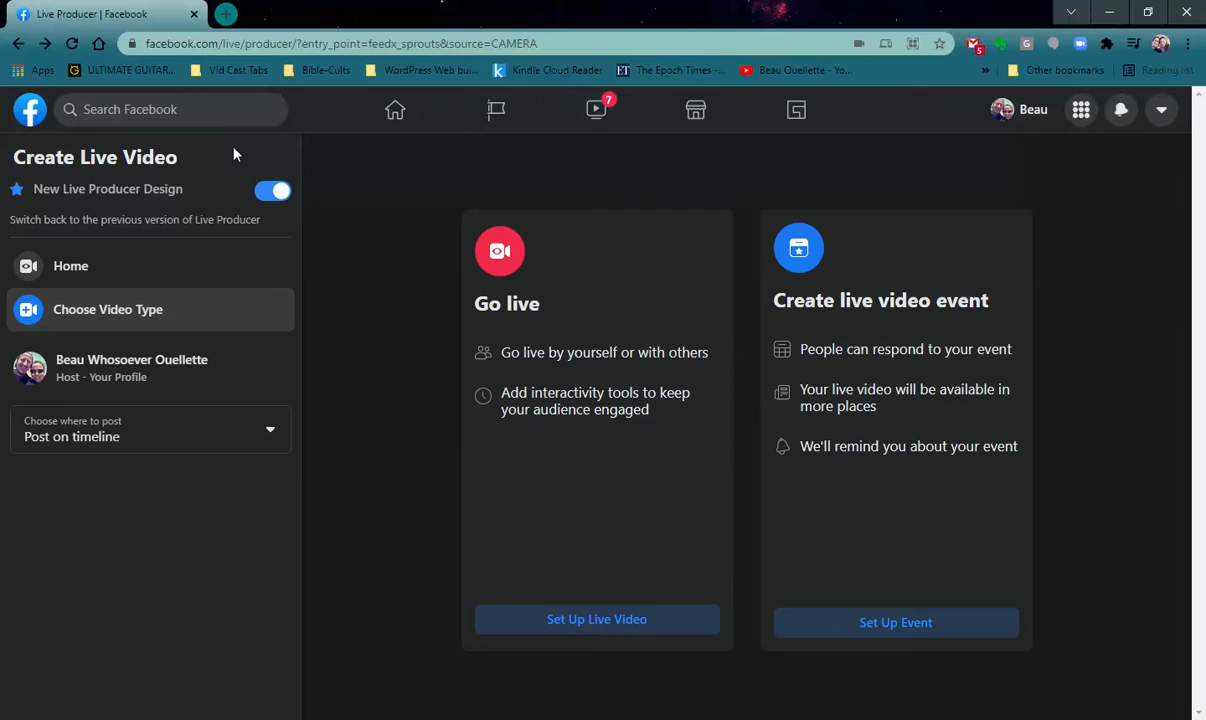 Live Producer | Facebook
facebook.com/live/producer/?entry_point=feedx_sprouts&source=CAMERA
5
G
Apps
G
ULTIMATE GUITAR...
Vid Cast Tabs
Bible-Cults
WordPress Web bui...
Kindle Cloud Reader
ET
The Epoch Times -...
Beau Ouellette - Yo...
»
Other bookmarks
Reading list
Search Facebook
7
Beau
Create Live Video
New Live Producer Design
Switch back to the previous version of Live Producer
Home
Choose Video Type
Beau Whosoever Ouellette
Host - Your Profile
Choose where to post
Post on timeline
Go live
Go live by yourself or with others
Add interactivity tools to keep
your audience engaged
Set Up Live Video
Create live video event
People can respond to your event
Your live video will be available in
more places
We'll remind you about your event
Set Up Event